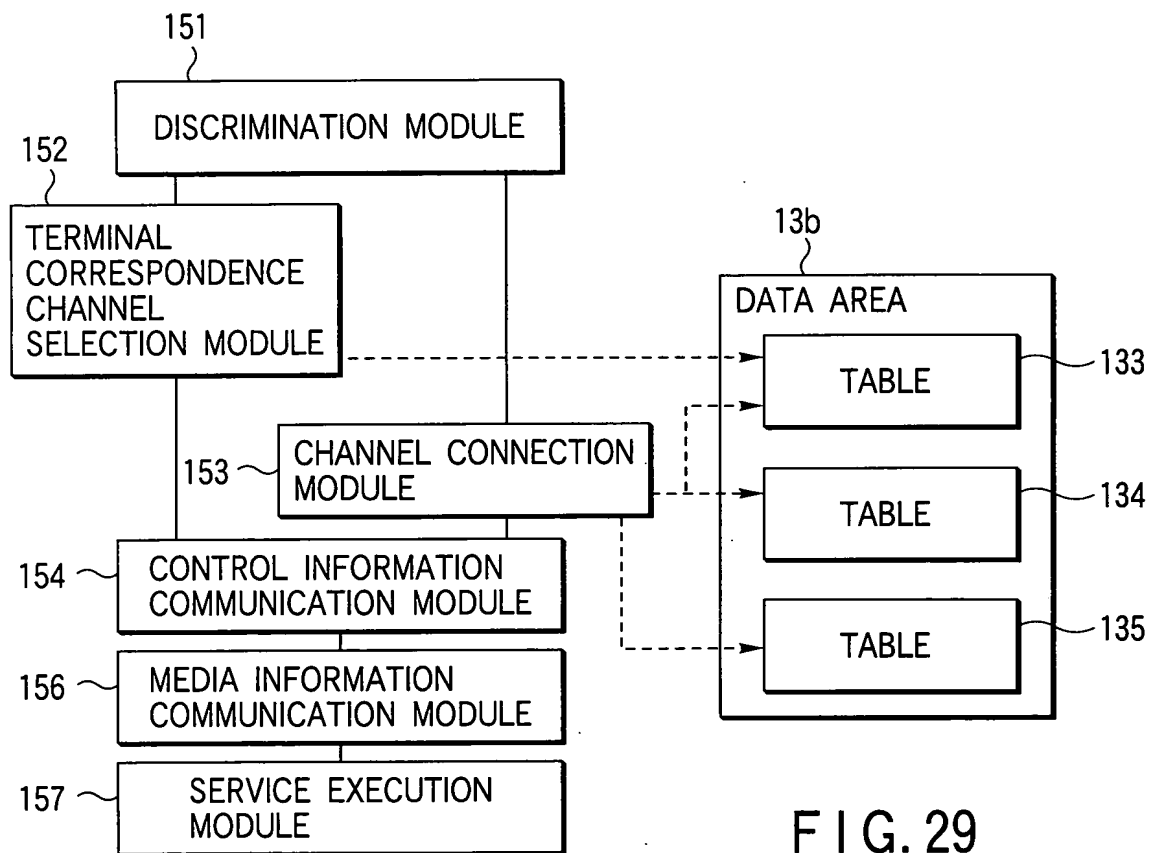 151
DISCRIMINATION MODULE
152
TERMINAL
CORRESPONDENCE
CHANNEL
SELECTION MODULE
13b
DATA AREA
TABLE
133
153
CHANNEL CONNECTION
MODULE
TABLE
134
154
CONTROL INFORMATION
COMMUNICATION MODULE
TABLE
135
156
MEDIA INFORMATION
COMMUNICATION MODULE
157
SERVICE EXECUTION
MODULE
FIG. 29